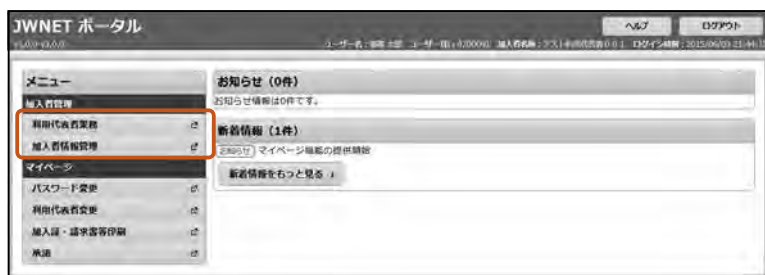 JWNET ポータル
ヘルプ
ログアウト
メニュー
加入者管理
利用代表者業務
加入者情報管理
マイページ
パスワード変更
利用代表者変更
加入証・請求書等印刷
承諾
お知らせ（0件）
お知らせ情報は0件です。
新着情報（1件）
お知らせ マイページ機能の提供開始
新着情報をもっと見る